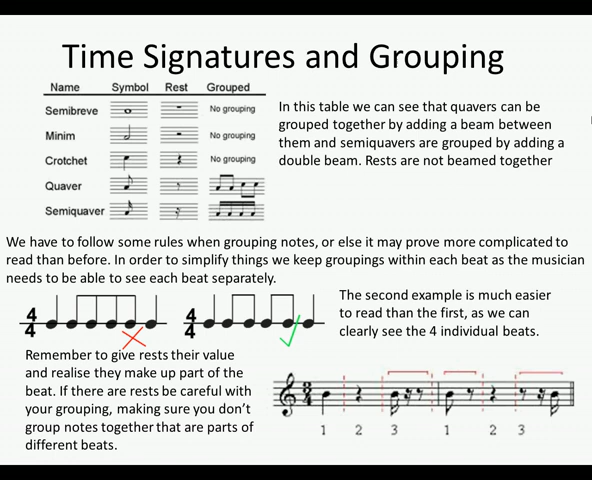 Time Signatures and Grouping
Name Symbol Rest Grouped
Semibreve No grouping
Minim No grouping
Crotchet No grouping
Quaver
Semiquaver
In this table we can see that quavers can be
grouped together by adding a beam between
them and semiquavers are grouped by adding a
double beam. Rests are not beamed together
We have to follow some rules when grouping notes, or else it may prove more complicated to
read than before. In order to simplify things we keep groupings within each beat as the musician
needs to be able to see each beat separately.
4
4
4
4
The second example is much easier
to read than the first, as we can
clearly see the 4 individual beats.
Remember to give rests their value
and realise they make up part of the
beat. If there are rests be careful with
your grouping, making sure you don't
group notes together that are parts of
different beats.
3
4
1 2 3 1 2 3